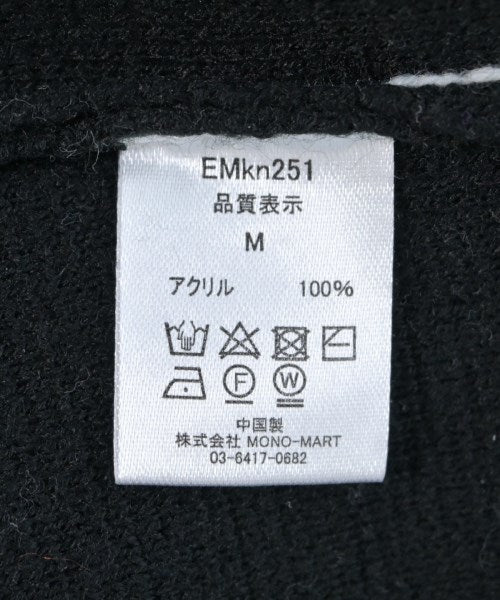 EMkn251
品質表示
M
アクリル 100%
F W
中国製
株式会社 MONO-MART
03-6417-0682